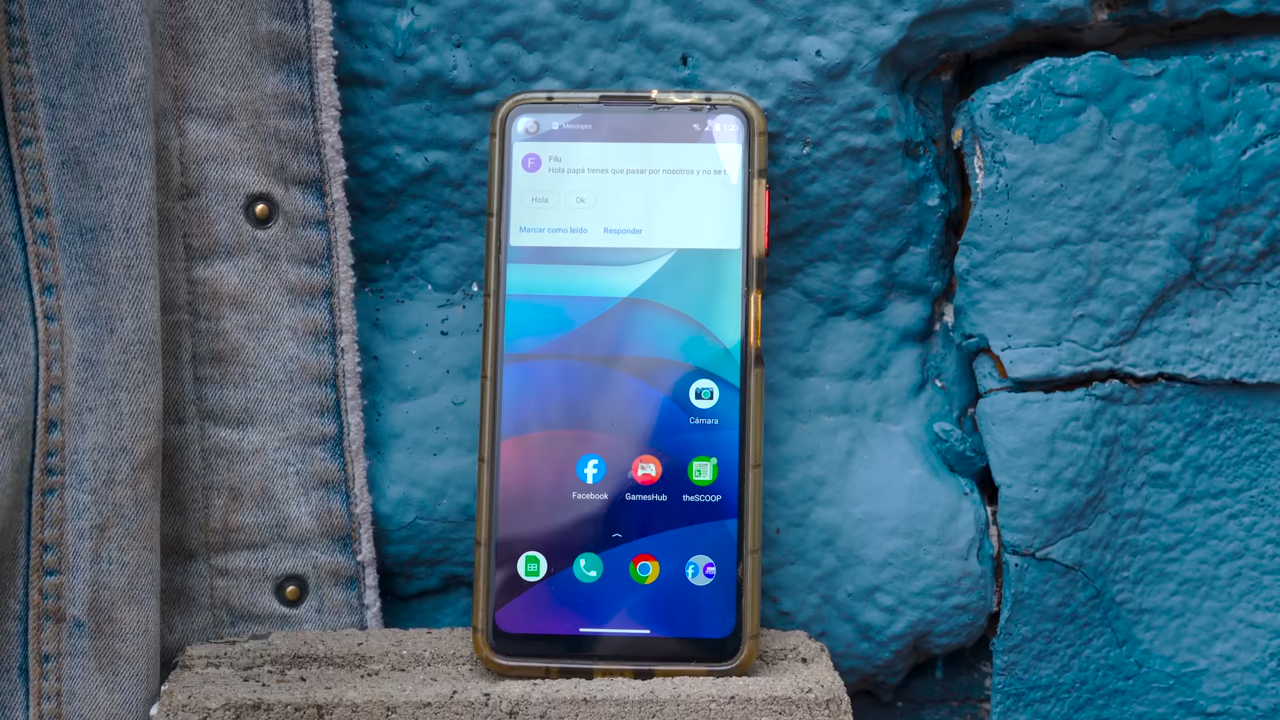 Mensajes
F
Filu
Hola papá tienes que pasar por nosotros y no se t
Hola Ok
Marcar como leído Responder
Cámara
Facebook GamesHub theSCOOP